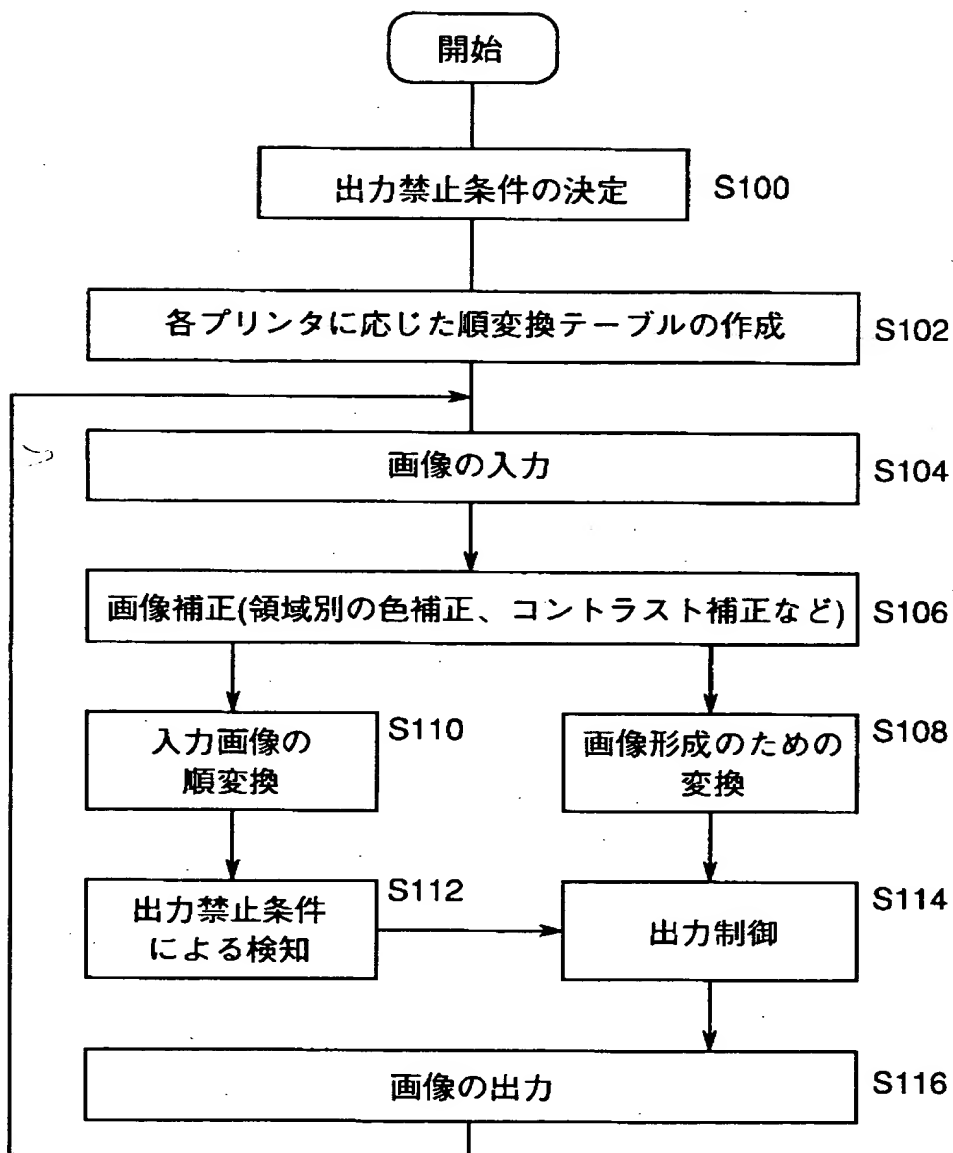 開始
出力禁止条件の決定 S100
各プリンタに応じた順変換テーブルの作成 S102
画像の入力 S104
画像補正(領域別の色補正、コントラスト補正など) S106
入力画像の
順変換
S110
画像形成のための
変換
S108
出力禁止条件
による検知
S112
出力制御
S114
画像の出力 S116